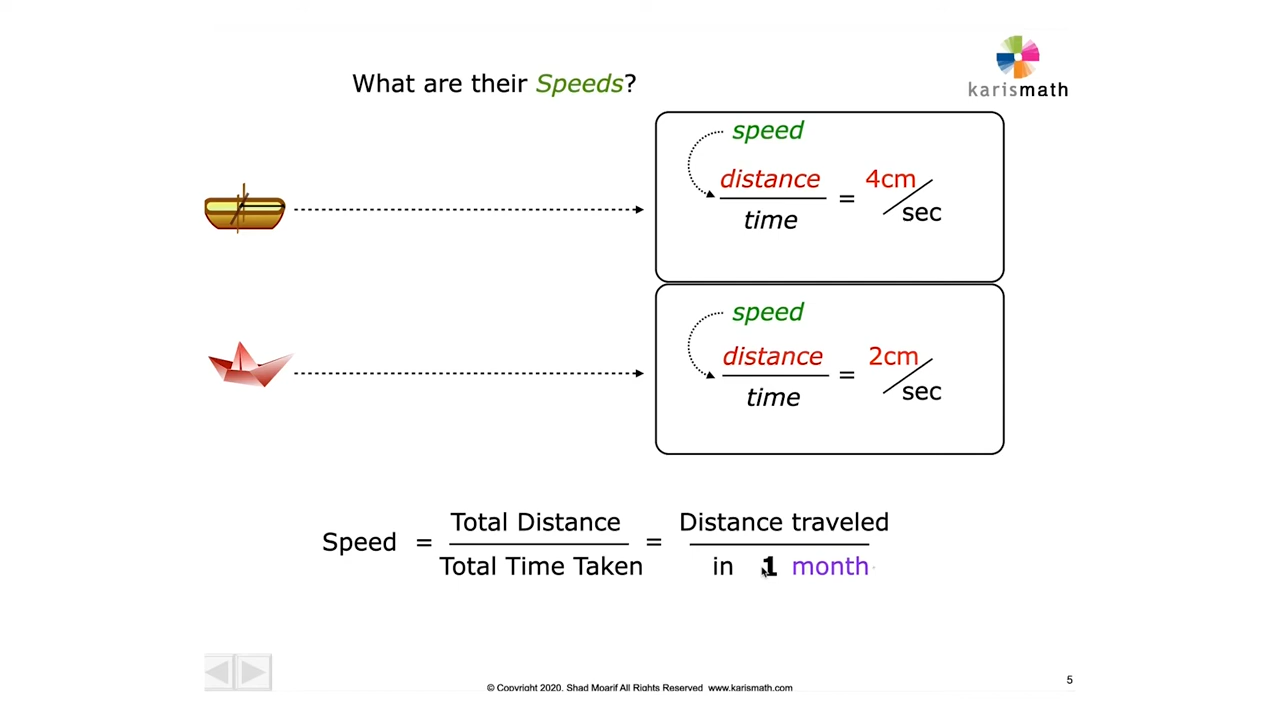 What are their Speeds?
karismath
speed
distance
time
=
4cm
/
sec
speed
distance
time
=
2cm
/
sec
Speed = Total Distance = Distance traveled
Total Time Taken in 1 month
© Copyright 2020, Shad Moarif All Rights Reserved www.karismath.com
5